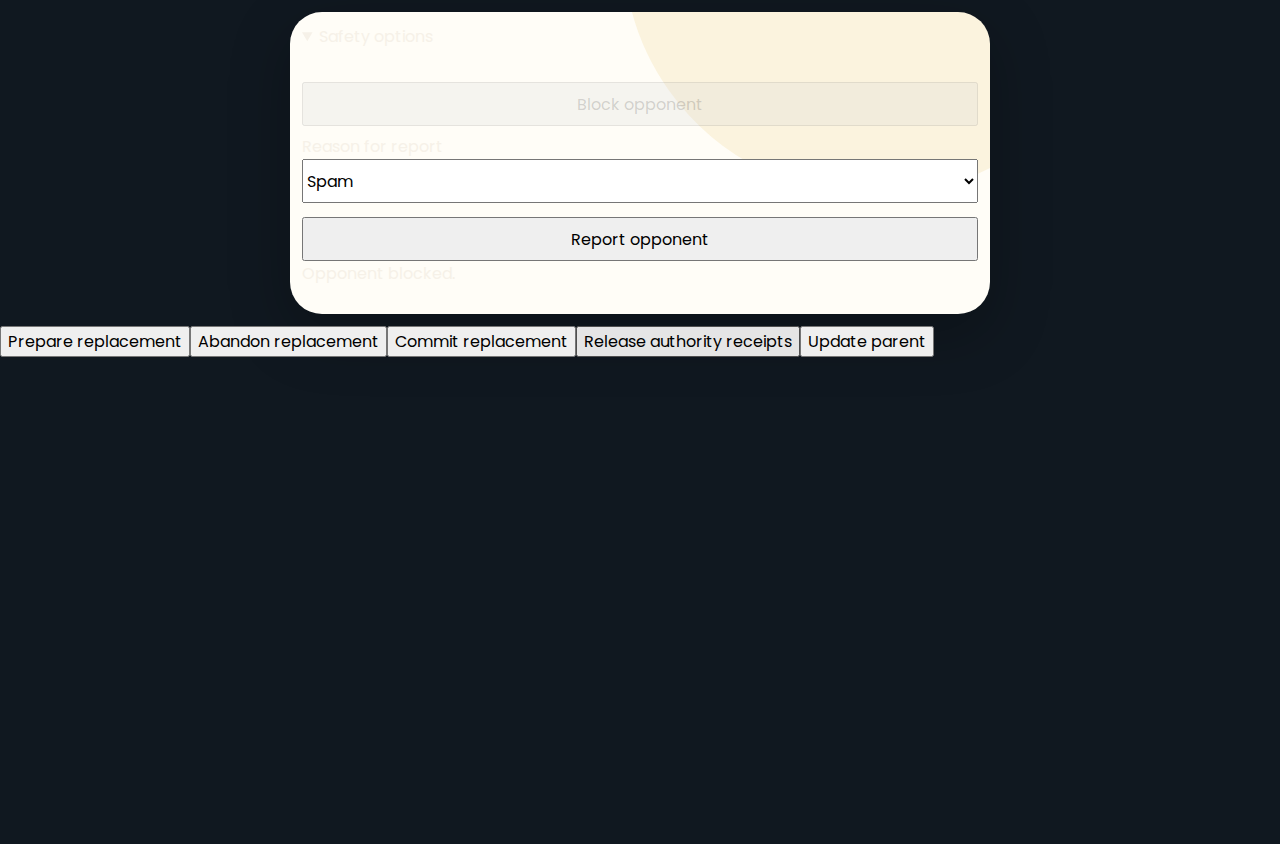 ▼ Safety options
Block opponent
Reason for report
Spam
Report opponent
Opponent blocked.
Prepare replacement Abandon replacement Commit replacement Release authority receipts Update parent